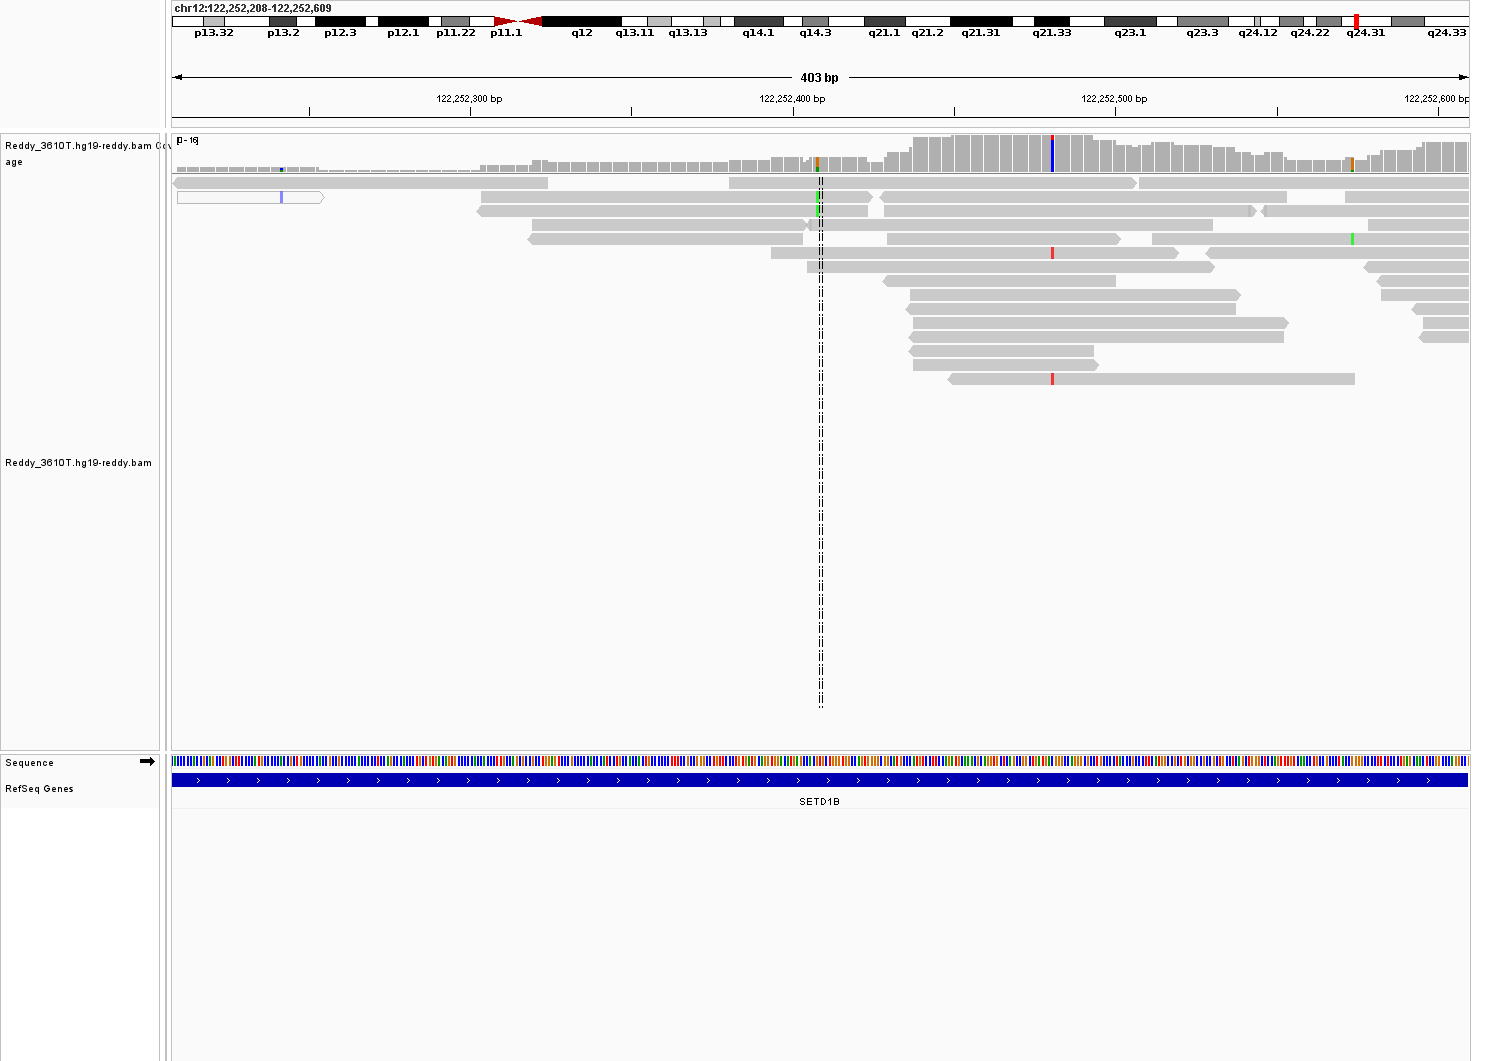 chr12:122,252,208-122,252,609
p13.32 p13.2 p12.3 p12.1 p11.22 p11.1 q12 q13.11 q13.13 q14.1 q14.3 q21.1 q21.2 q21.31 q21.33 q23.1 q23.3 q24.12 q24.22 q24.31 q24.33
403 bp
122,252,300 bp 122,252,400 bp 122,252,500 bp 122,252,600 bp
Reddy_3610T.hg19-reddy.bam Cov
age
[0 - 16]
Reddy_3610T.hg19-reddy.bam
Sequence
RefSeq Genes
SETD1B